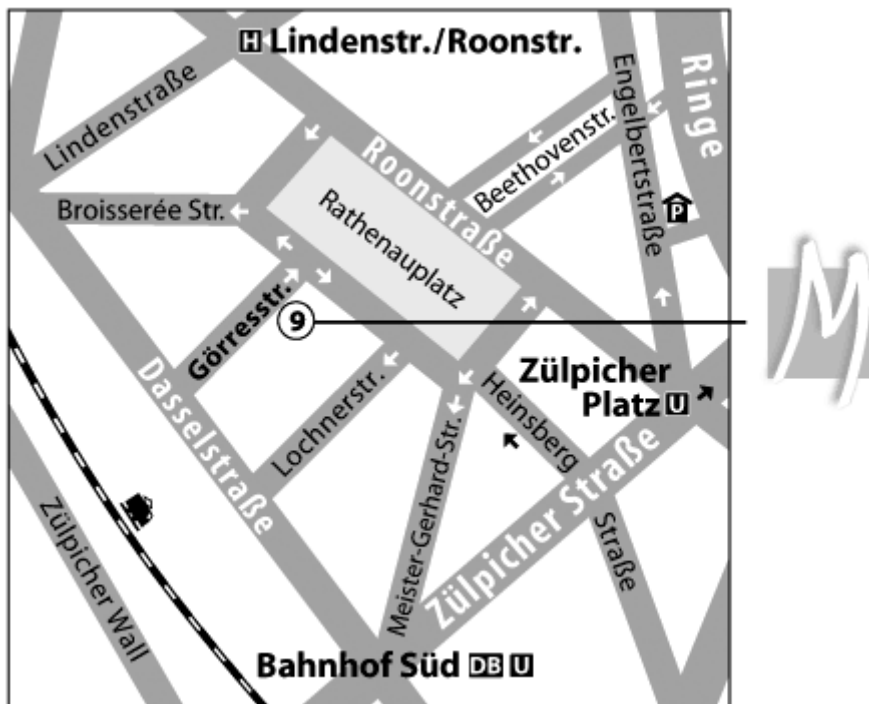 H Lindenstr./Roonstr.
Lindenstraße
Roonstraße
Beethovenstr.
Engelbertstraße
Ringe
P
Broisserée Str.
Rathenauplatz
Görresstr.
9
M
Dasselstraße
Lochnerstr.
Heinsberg
Straße
Zülpicher
Platz U
Meister-Gerhard-Str.
Zülpicher Straße
Zülpicher Wall
Bahnhof Süd DB U